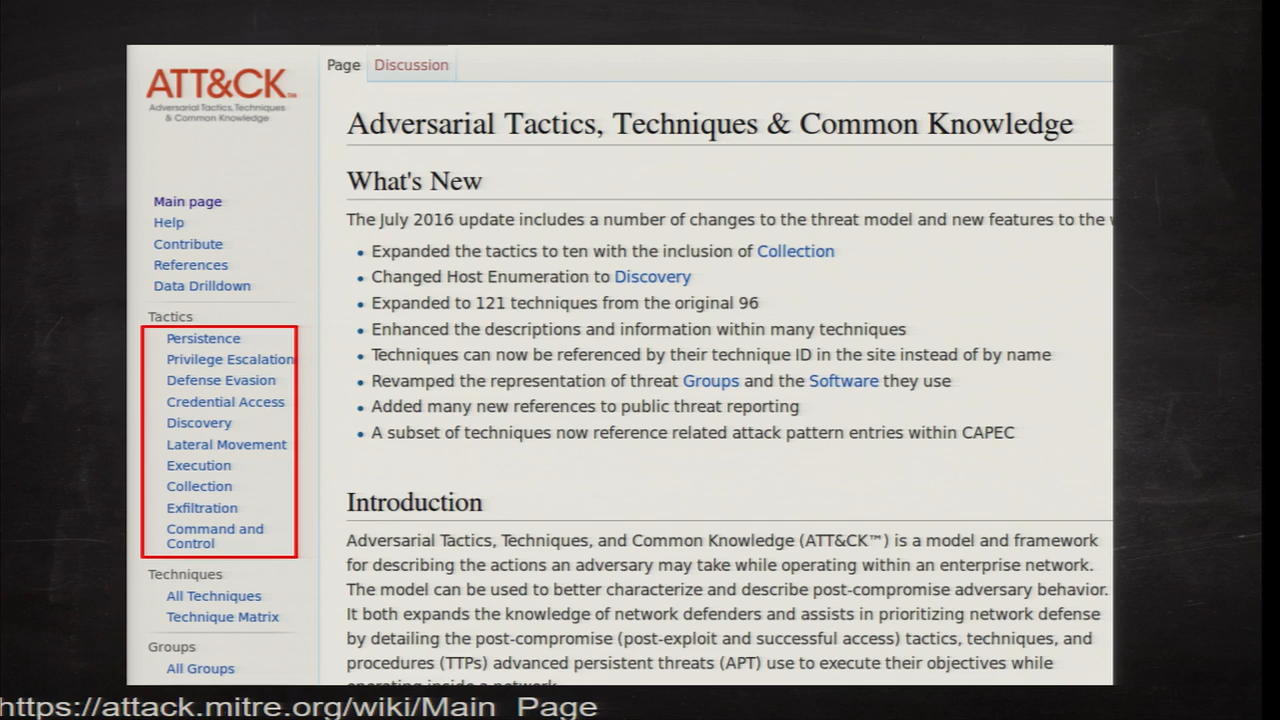 ATT&CK™
Adversarial Tactics, Techniques
& Common Knowledge
Main page
Help
Contribute
References
Data Drilldown
Tactics
Persistence
Privilege Escalation
Defense Evasion
Credential Access
Discovery
Lateral Movement
Execution
Collection
Exfiltration
Command and
Control
Techniques
All Techniques
Technique Matrix
Groups
All Groups
Page
Discussion
Adversarial Tactics, Techniques & Common Knowledge
What's New
The July 2016 update includes a number of changes to the threat model and new features to the
Expanded the tactics to ten with the inclusion of Collection
Changed Host Enumeration to Discovery
Expanded to 121 techniques from the original 96
Enhanced the descriptions and information within many techniques
Techniques can now be referenced by their technique ID in the site instead of by name
Revamped the representation of threat Groups and the Software they use
Added many new references to public threat reporting
A subset of techniques now reference related attack pattern entries within CAPEC
Introduction
Adversarial Tactics, Techniques, and Common Knowledge (ATT&CK™) is a model and framework
for describing the actions an adversary may take while operating within an enterprise network.
The model can be used to better characterize and describe post-compromise adversary behavior.
It both expands the knowledge of network defenders and assists in prioritizing network defense
by detailing the post-compromise (post-exploit and successful access) tactics, techniques, and
procedures (TTPs) advanced persistent threats (APT) use to execute their objectives while
operating inside a network.
https://attack.mitre.org/wiki/Main_Page